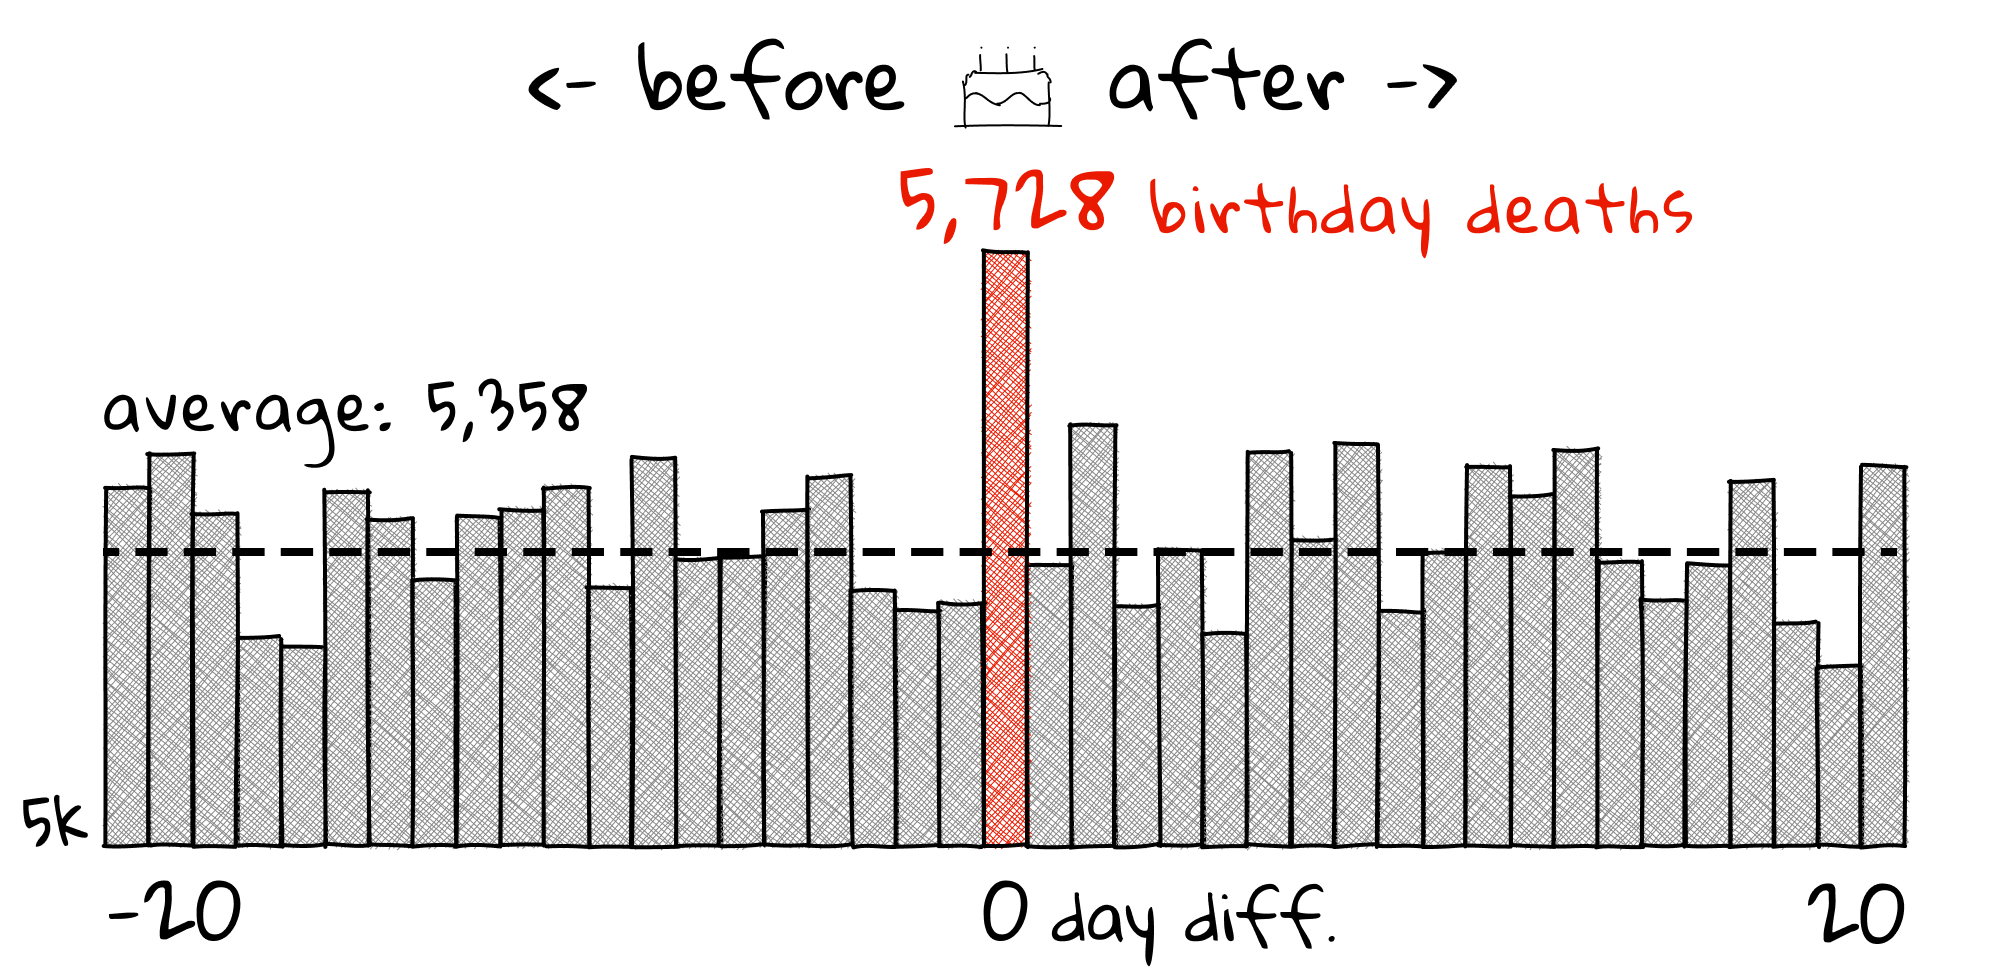 <- before after ->
5,728 birthday deaths
average: 5,358
5k
-20 0 day diff. 20